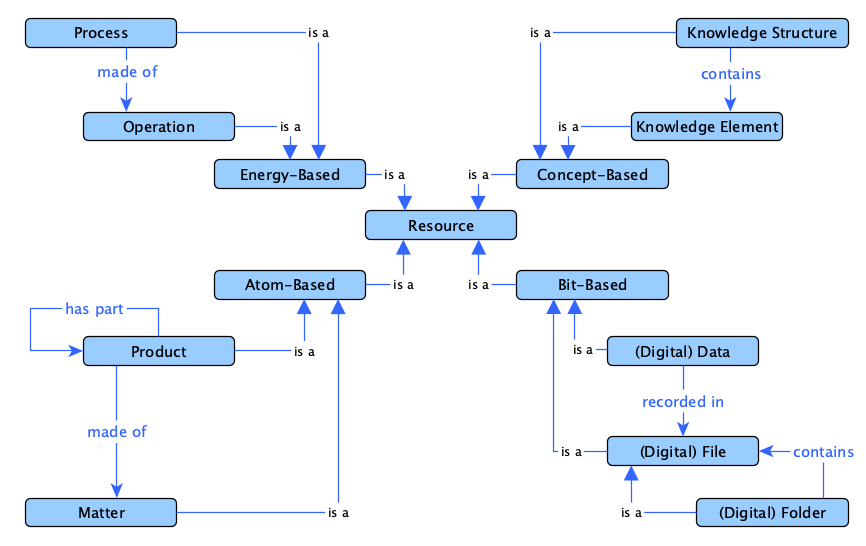 Process
is a
is a
Knowledge Structure
made of
contains
Operation
is a
is a
Knowledge Element
Energy-Based
is a
is a
Concept-Based
Resource
Atom-Based
is a
is a
Bit-Based
has part
Product
is a
is a
(Digital) Data
recorded in
made of
is a
(Digital) File
contains
Matter
is a
is a
(Digital) Folder